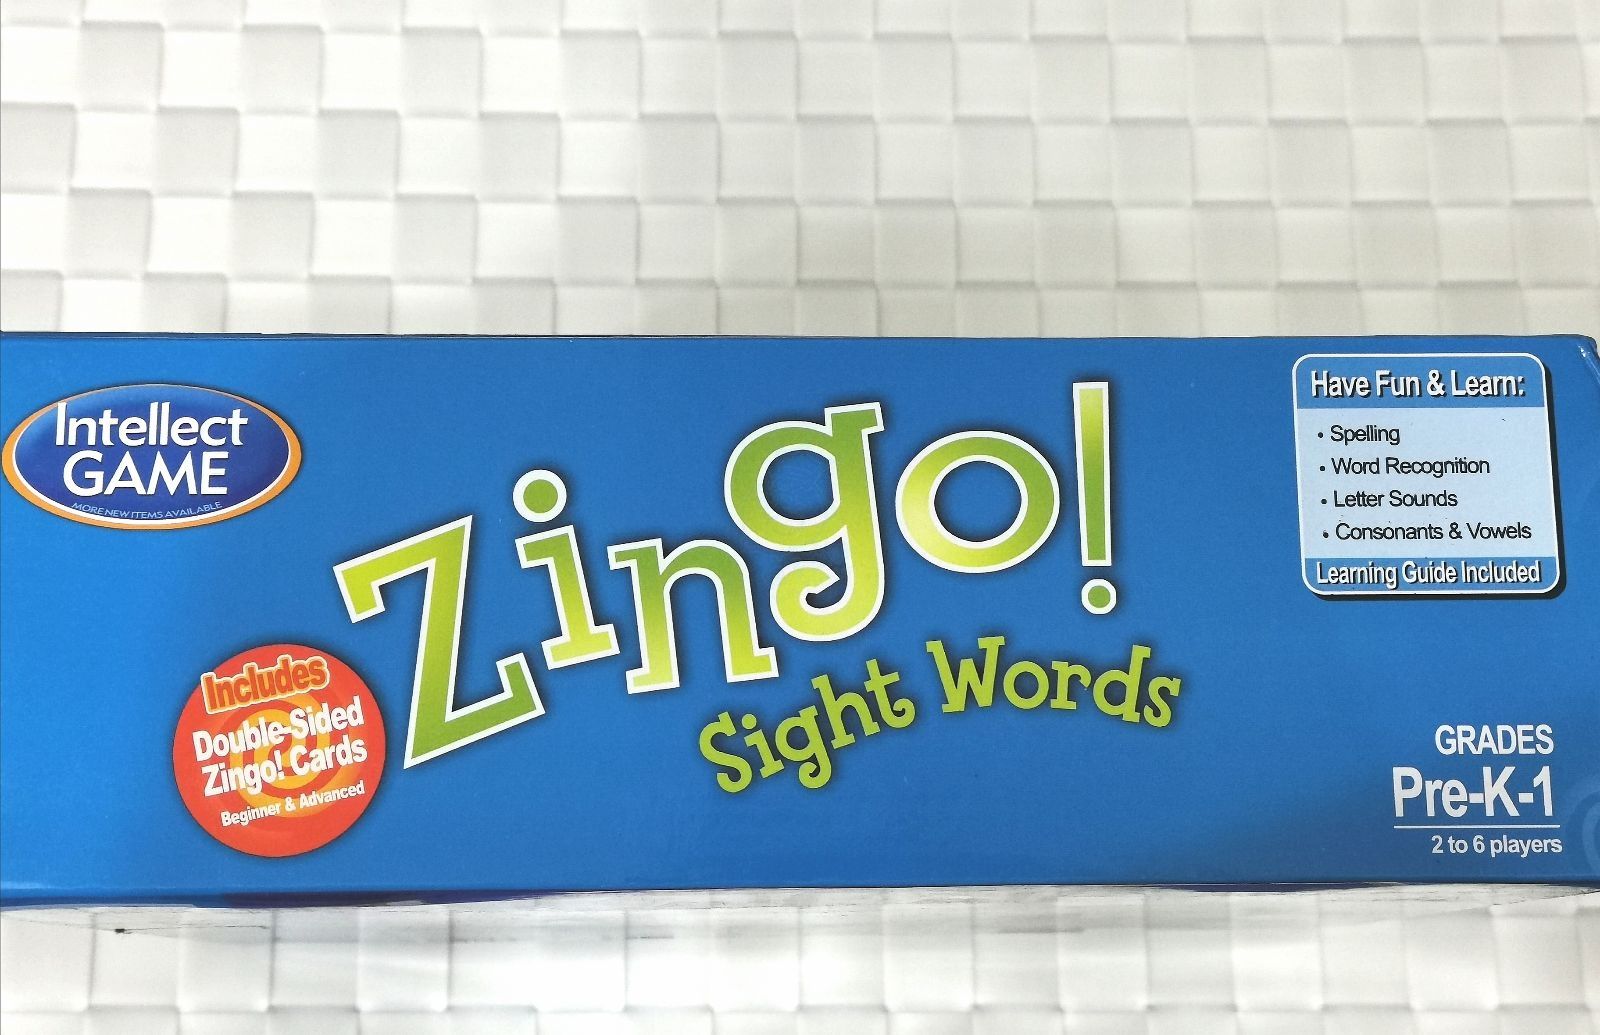 Intellect
GAME
MORE NEW ITEMS AVAILABLE
Zingo!
Sight Words
Includes
Double-Sided
Zingo! Cards
Beginner & Advanced
Have Fun & Learn:
• Spelling
• Word Recognition
• Letter Sounds
• Consonants & Vowels
Learning Guide Included
GRADES
Pre-K-1
2 to 6 players